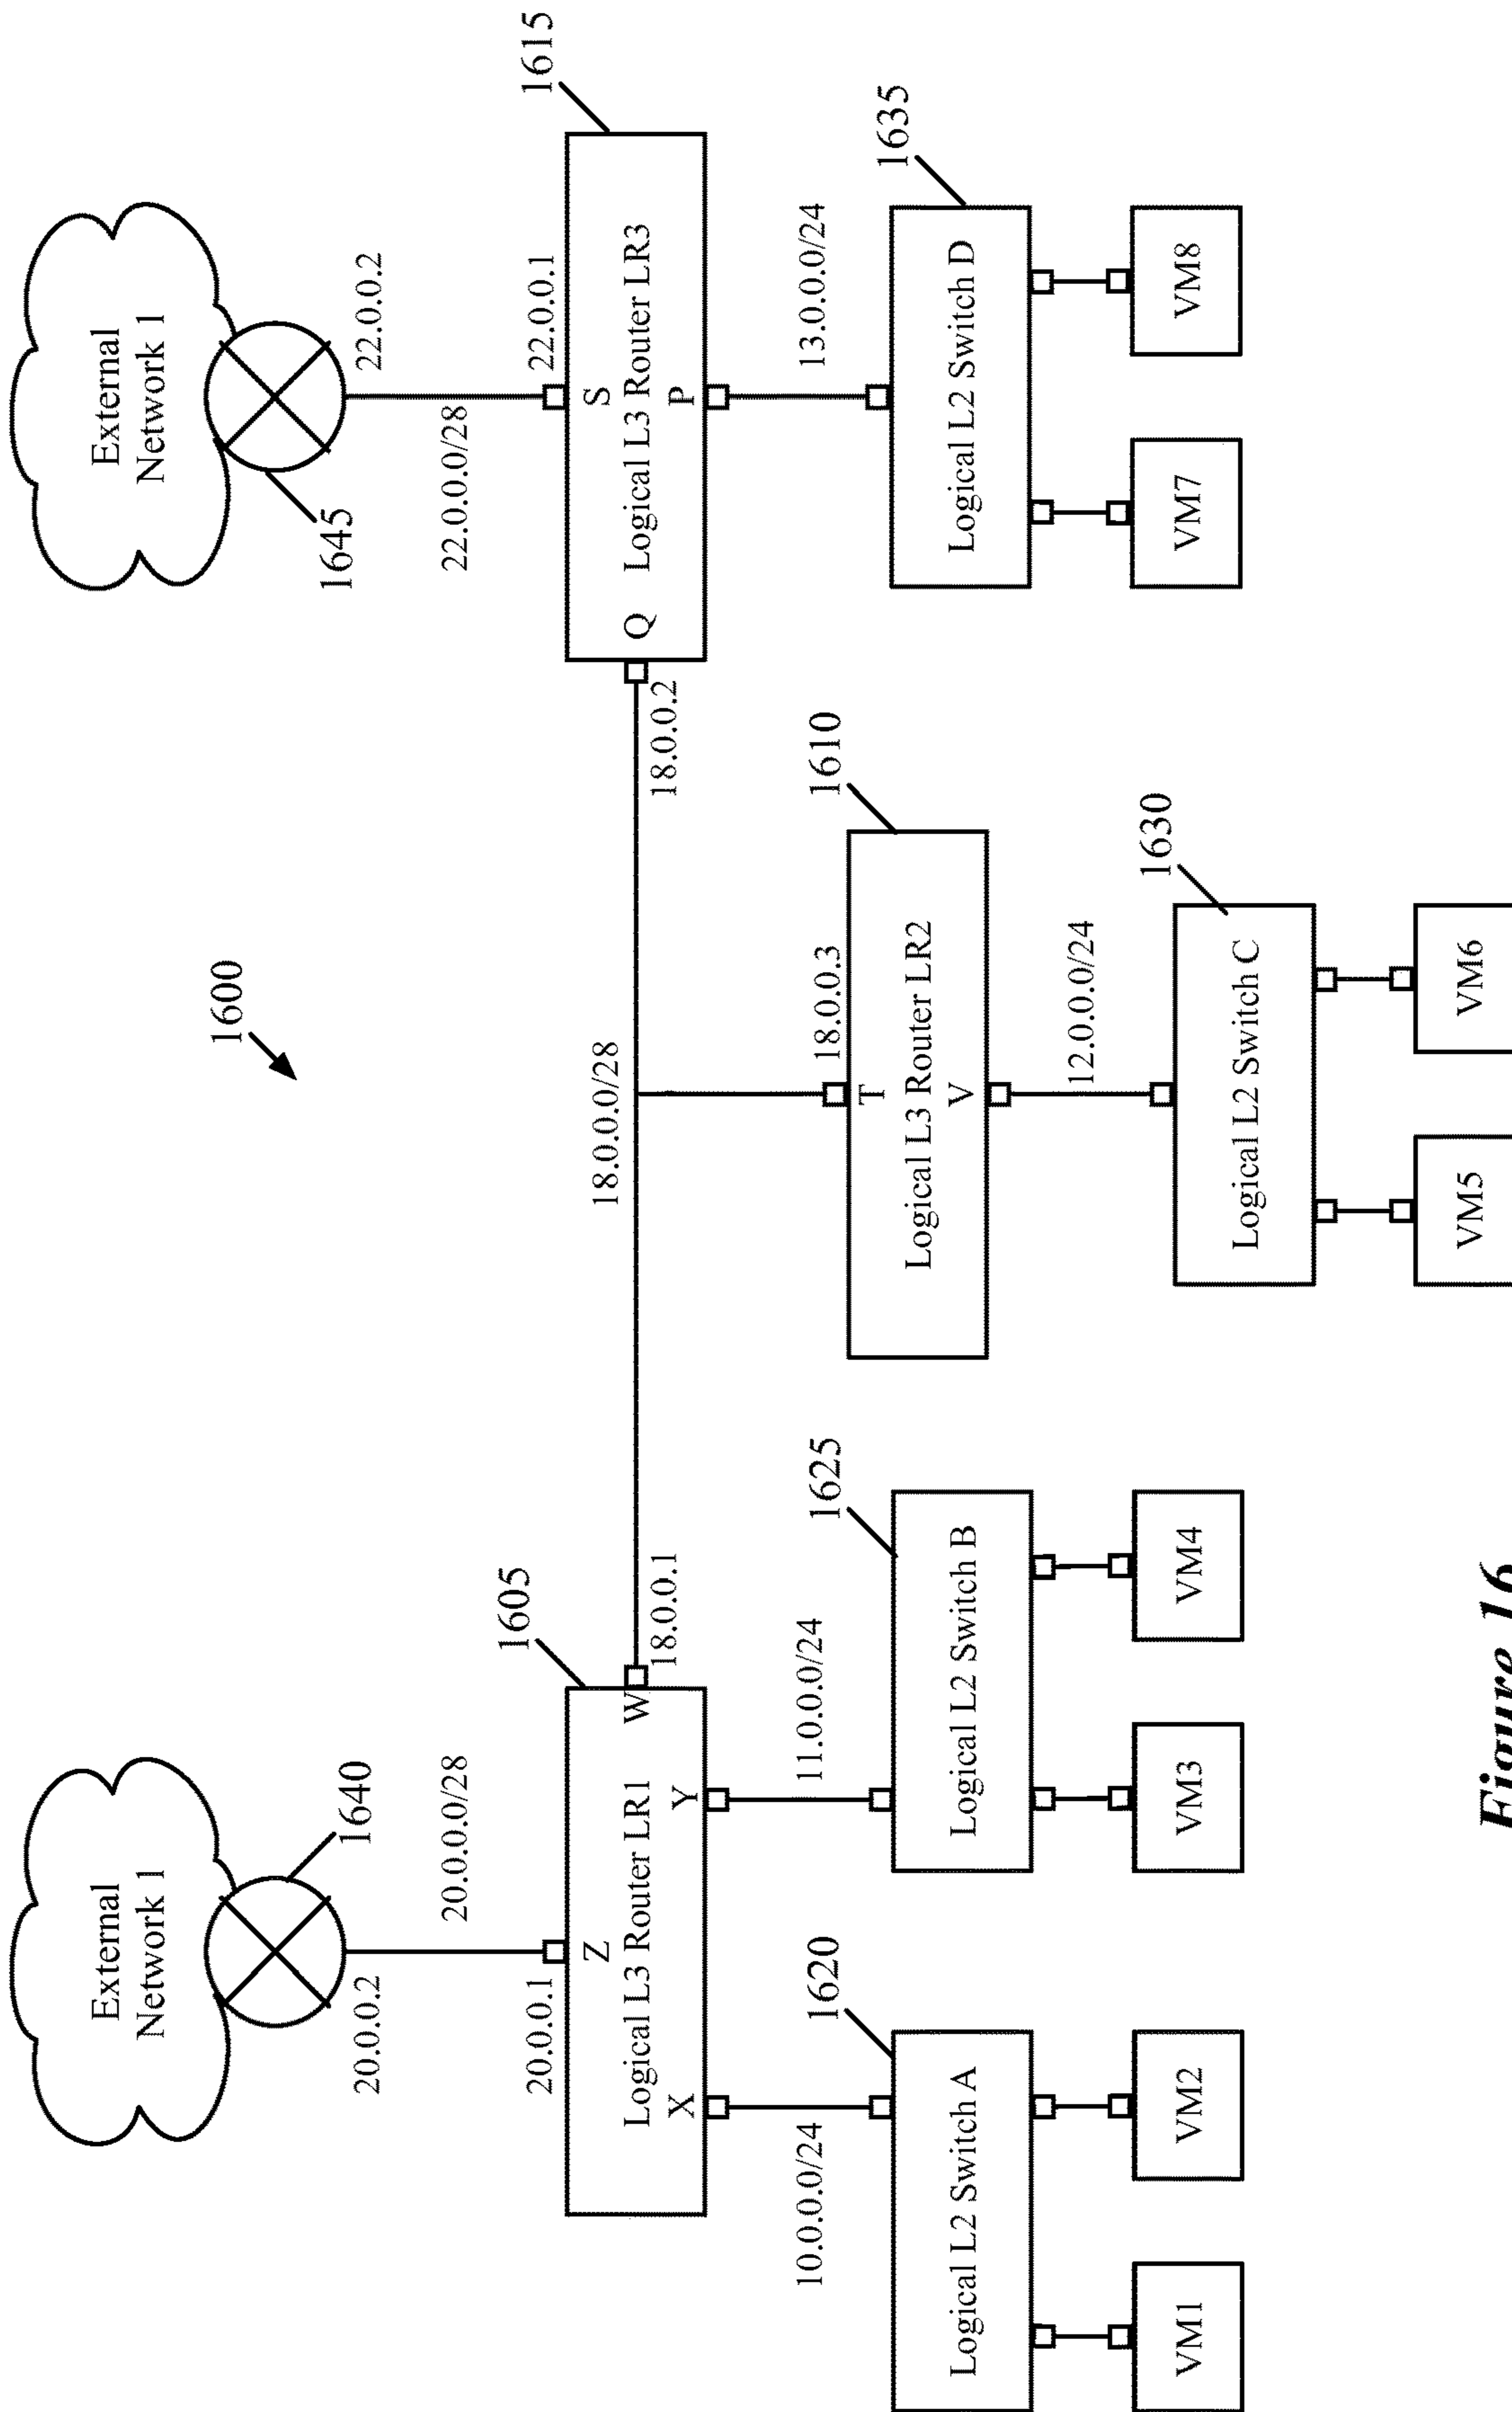 1600
External
Network 1
External
Network 1
1640
1645
20.0.0.2
22.0.0.2
20.0.0.0/28
22.0.0.0/28
20.0.0.1
1605
22.0.0.1
1615
Z
Logical L3 Router LR1
X
Y
W
18.0.0.1
18.0.0.0/28
18.0.0.2
Q
S
Logical L3 Router LR3
P
10.0.0.0/24
1620
11.0.0.0/24
1625
18.0.0.3
1610
13.0.0.0/24
1635
T
Logical L3 Router LR2
V
Logical L2 Switch A
Logical L2 Switch B
Logical L2 Switch D
12.0.0.0/24
1630
VM1
VM2
VM3
VM4
Logical L2 Switch C
VM7
VM8
VM5
VM6
Figure 16